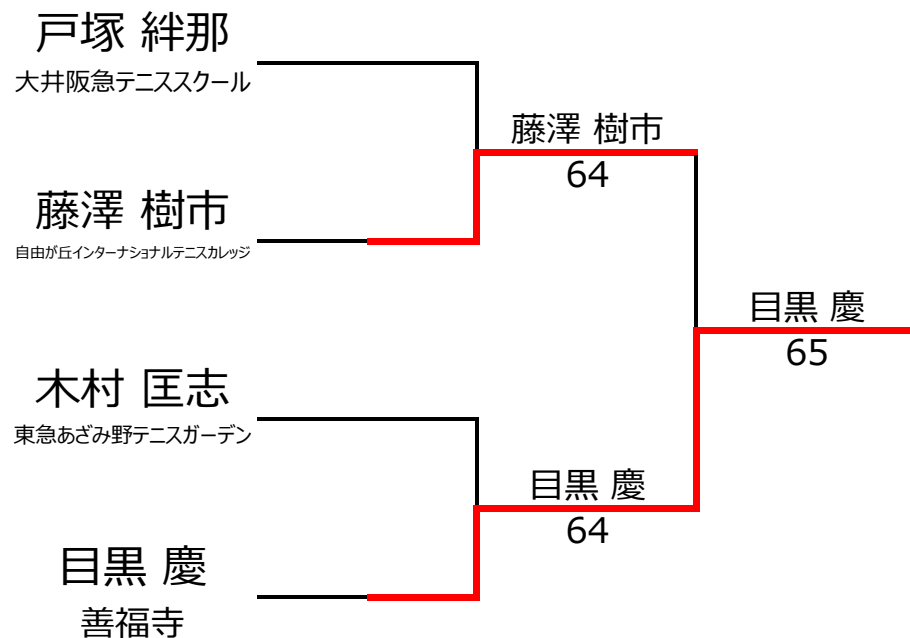 戸塚 絆那
大井阪急テニススクール
藤澤 樹市
64
藤澤 樹市
自由が丘インターナショナルテニスカレッジ
目黒 慶
65
木村 匡志
東急あざみ野テニスガーデン
目黒 慶
64
目黒 慶
善福寺